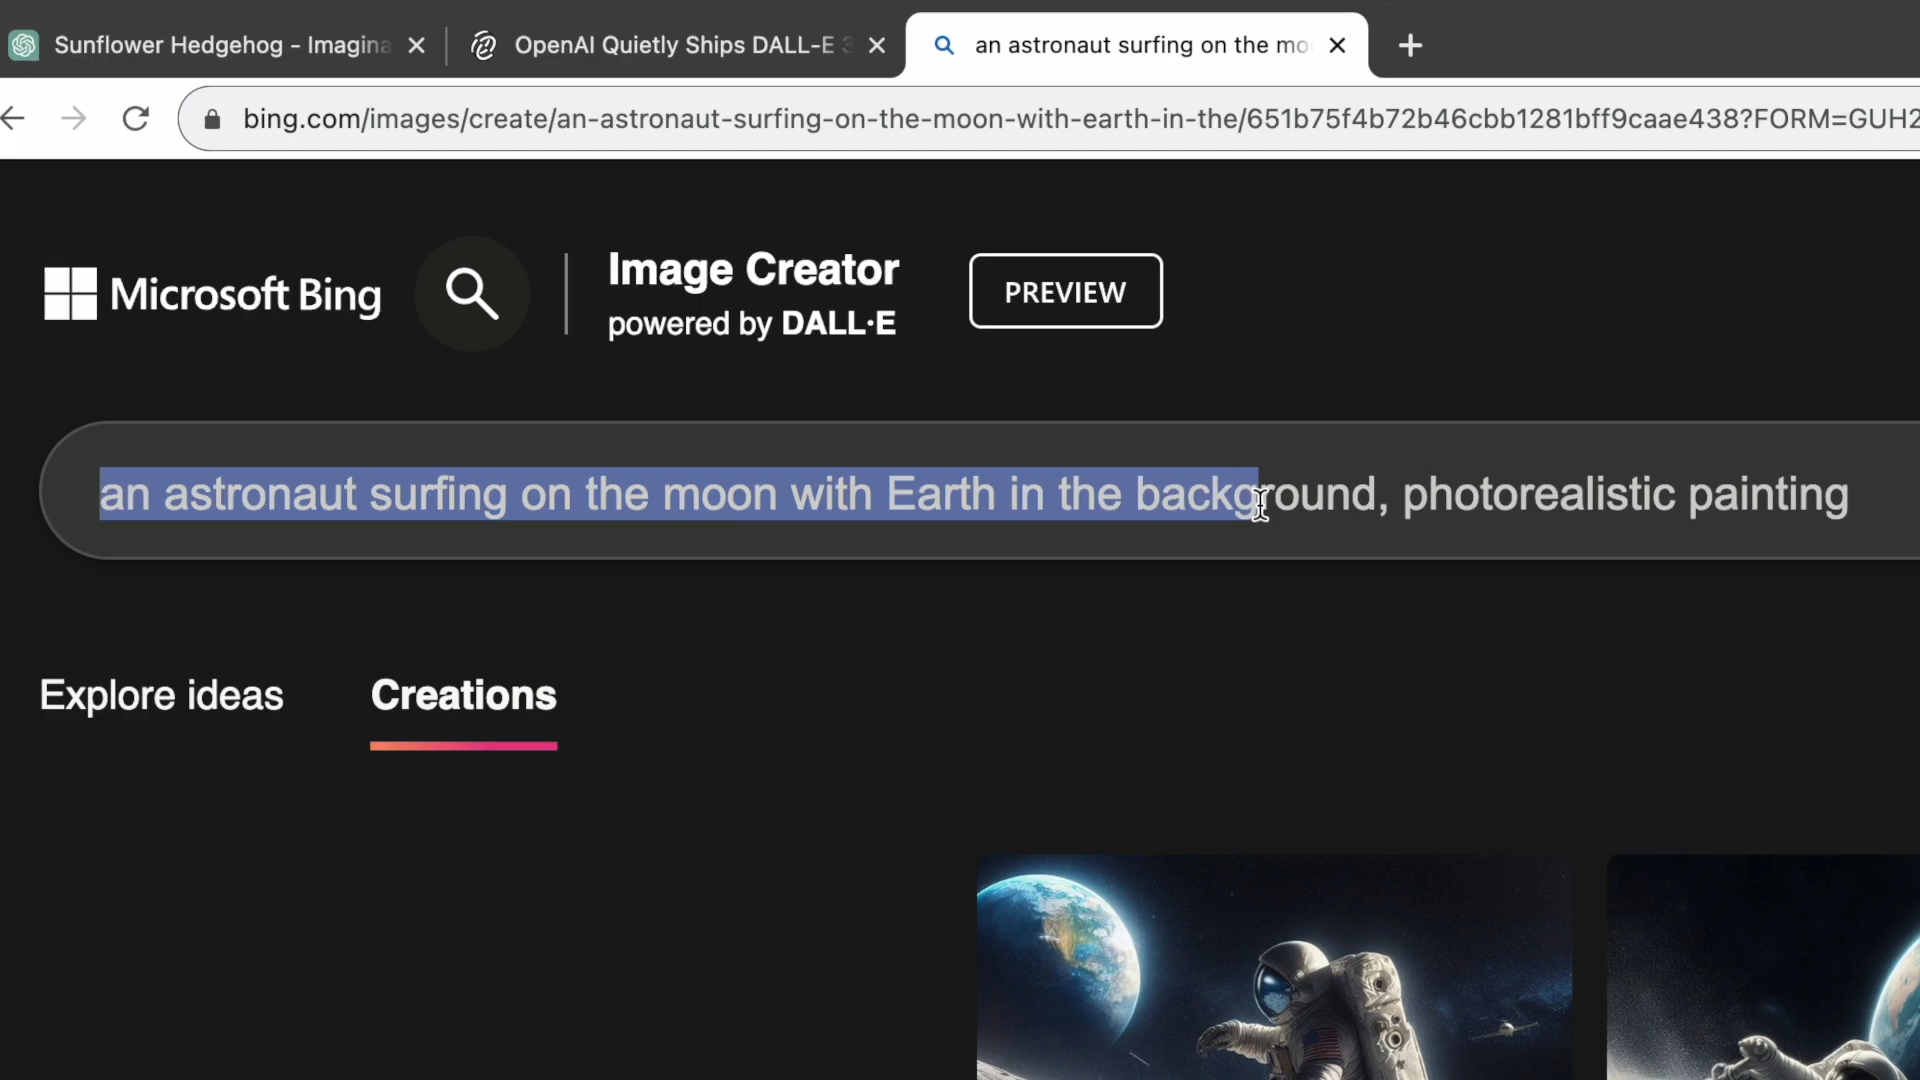 Sunflower Hedgehog - Imagina
OpenAI Quietly Ships DALL-E 3
an astronaut surfing on the mo
bing.com/images/create/an-astronaut-surfing-on-the-moon-with-earth-in-the/651b75f4b72b46cbb1281bff9caae438?FORM=GUH2
Microsoft Bing
Image Creator
powered by DALL·E
PREVIEW
an astronaut surfing on the moon with Earth in the background, photorealistic painting
Explore ideas
Creations